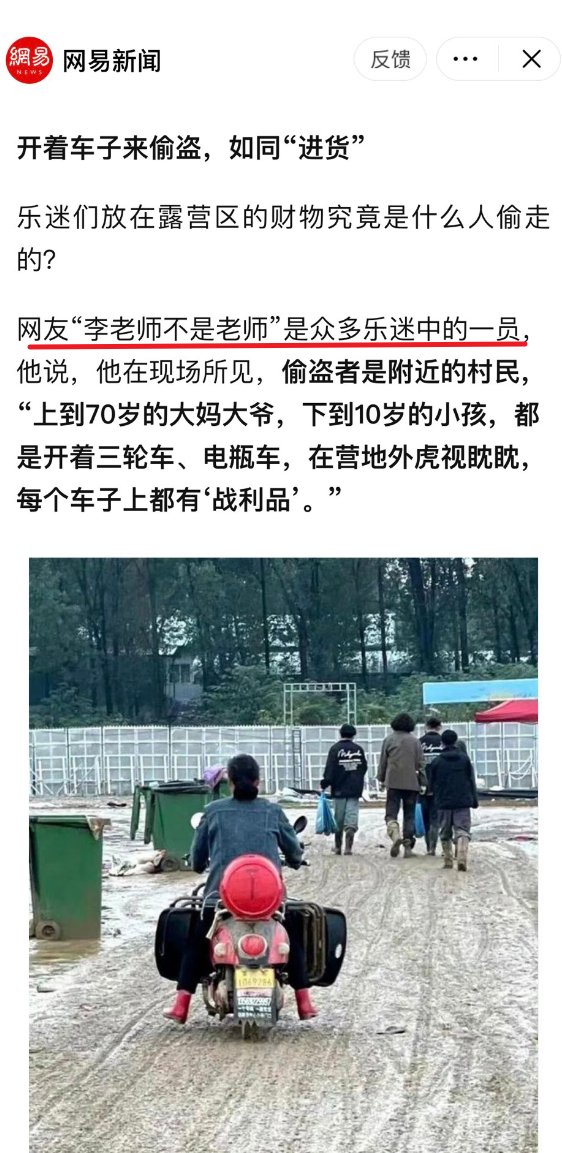 網易
NEWS
网易新闻
反馈
开着车子来偷盗，如同“进货”
乐迷们放在露营区的财物究竟是什么人偷走
的?
网友“李老师不是老师”是众多乐迷中的一员，
他说，他在现场所见，偷盗者是附近的村民，
“上到70岁的大妈大爷，下到10岁的小孩，都
是开着三轮车、电瓶车，在营地外虎视眈眈，
每个车子上都有‘战利品’。”